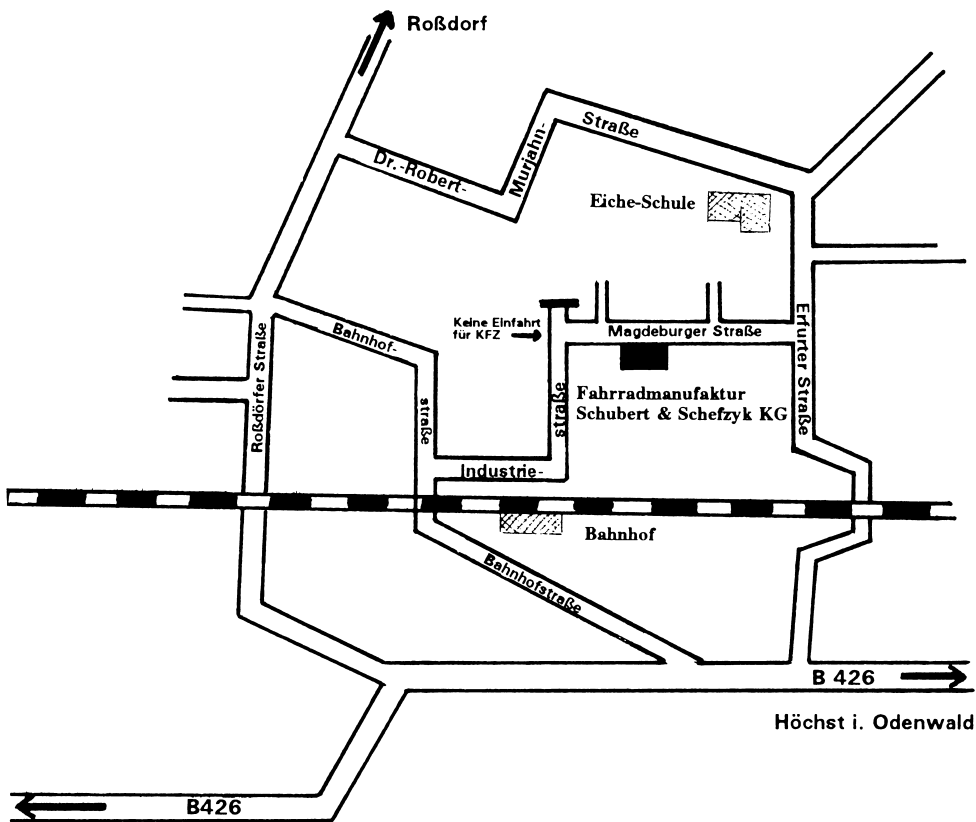 Roßdorf
Dr.-Robert-
Murjahn-
Straße
Eiche-Schule
Bahnhof-
straße
Keine Einfahrt
für KFZ
Magdeburger Straße
Erfurter Straße
Roßdörfer Straße
Fahrradmanufaktur
Schubert & Schefzyk KG
Industrie-
straße
Bahnhof
Bahnhofstraße
B 426
Höchst i. Odenwald
B426